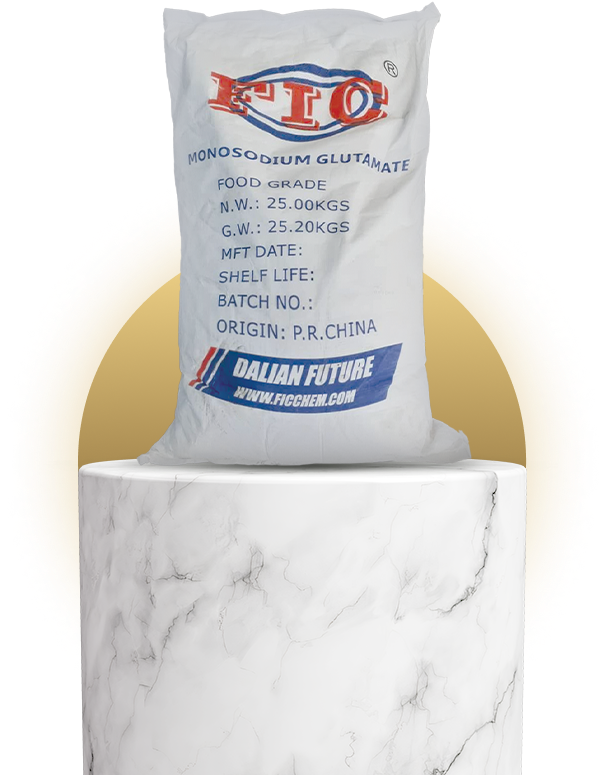 FIC®
MONOSODIUM GLUTAMATE
FOOD GRADE
N.W.: 25.00KGS
G.W.: 25.20KGS
MFT DATE:
SHELF LIFE:
BATCH NO.:
ORIGIN: P.R.CHINA
DALIAN FUTURE
WWW.FICCHEM.COM